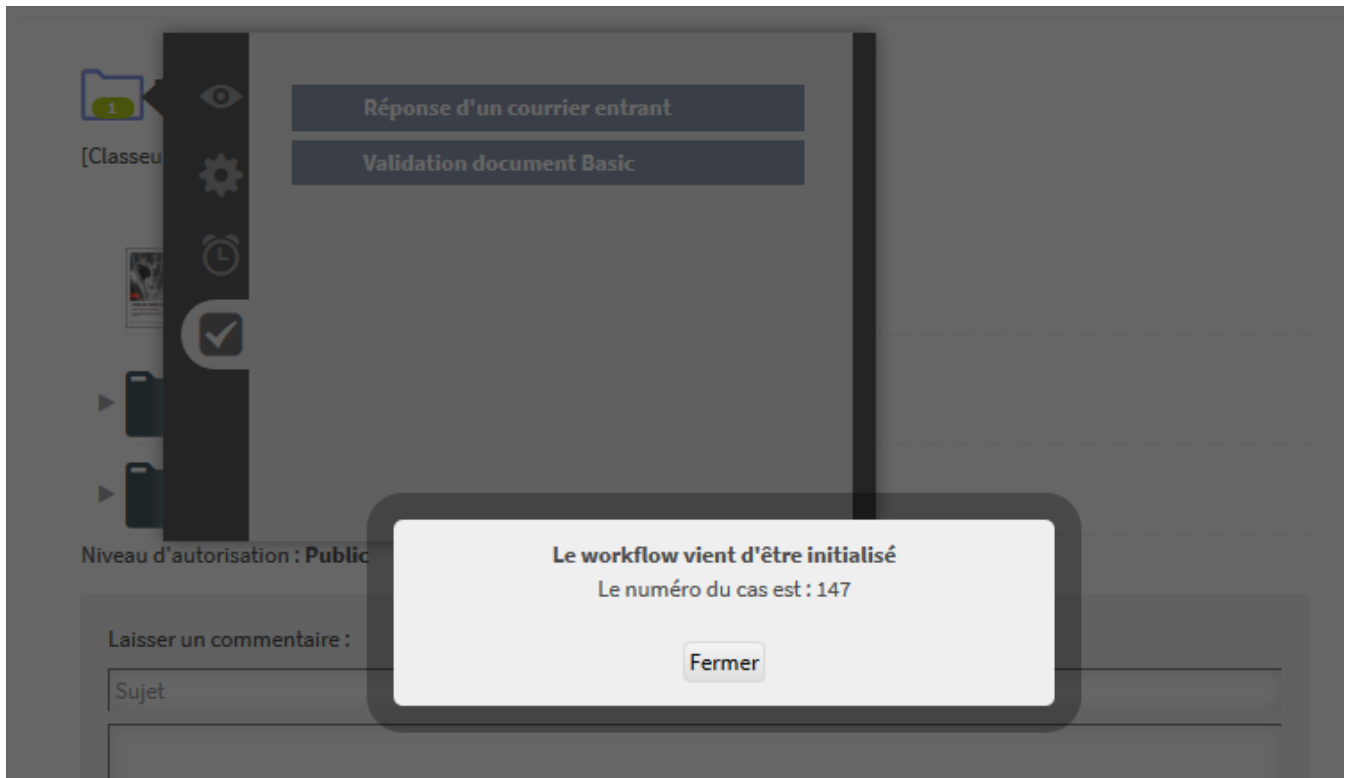 1
[Classeu
Réponse d'un courrier entrant
Validation document Basic
Niveau d'autorisation : Public
Le workflow vient d'être initialisé
Le numéro du cas est : 147
Fermer
Laisser un commentaire :
Sujet